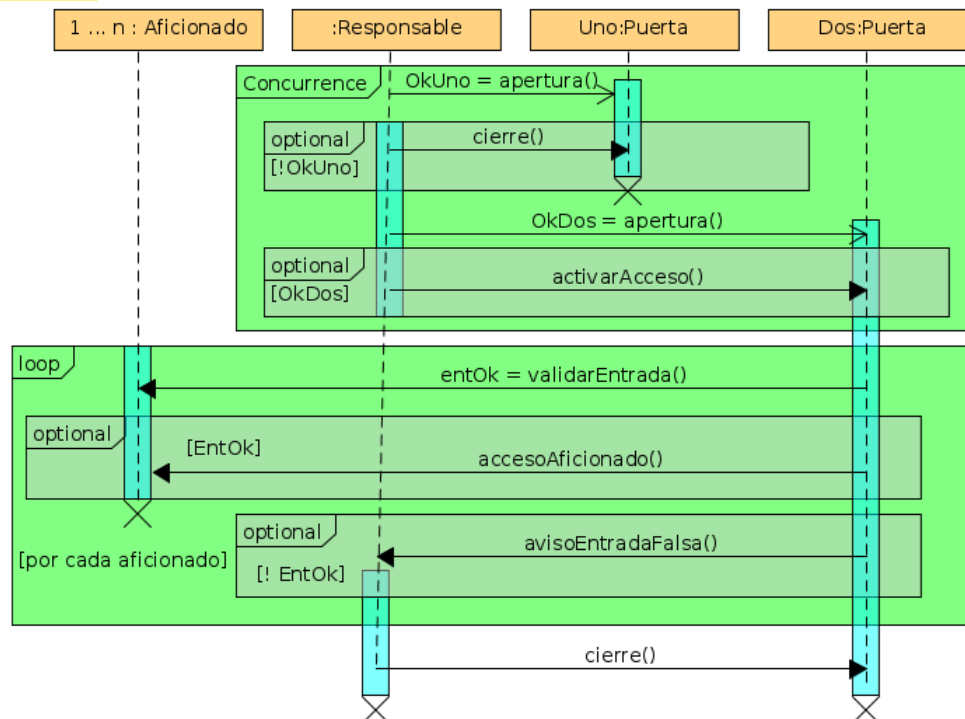 1 ... n : Aficionado
:Responsable
Uno:Puerta
Dos:Puerta
Concurrence
OkUno = apertura()
optional
cierre()
[!OkUno]
OkDos = apertura()
optional
activarAcceso()
[OkDos]
loop
entOk = validarEntrada()
optional
[EntOk]
accesoAficionado()
optional
avisoEntradaFalsa()
[por cada aficionado]
[! EntOk]
cierre()